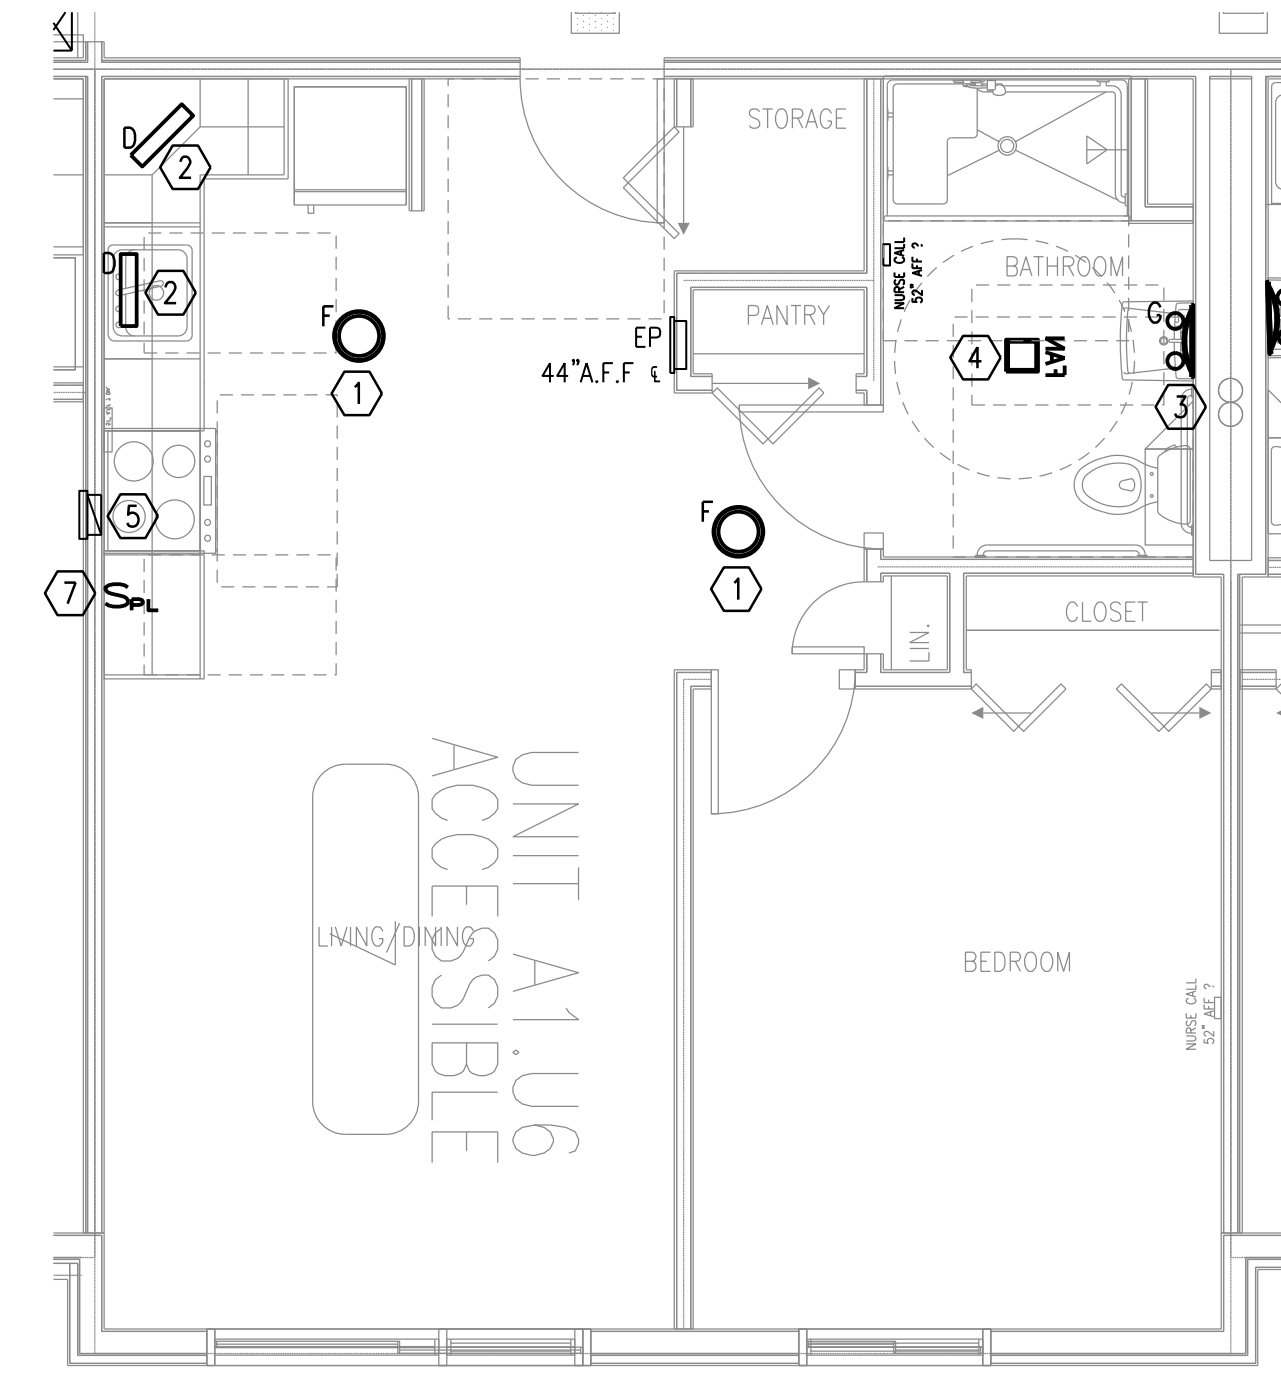 STORAGE
D
2
D
2
BATHROOM
NURSE CALL
52" AFF ?
PANTRY
F
EP
44"A.F.F ℄
1
4
FAN
G
3
5
F
7
SPL
1
LIN.
CLOSET
UNIT A1.U6
ACCESSIBLE
LIVING/DINING
BEDROOM
NURSE CALL
52" AFF ?